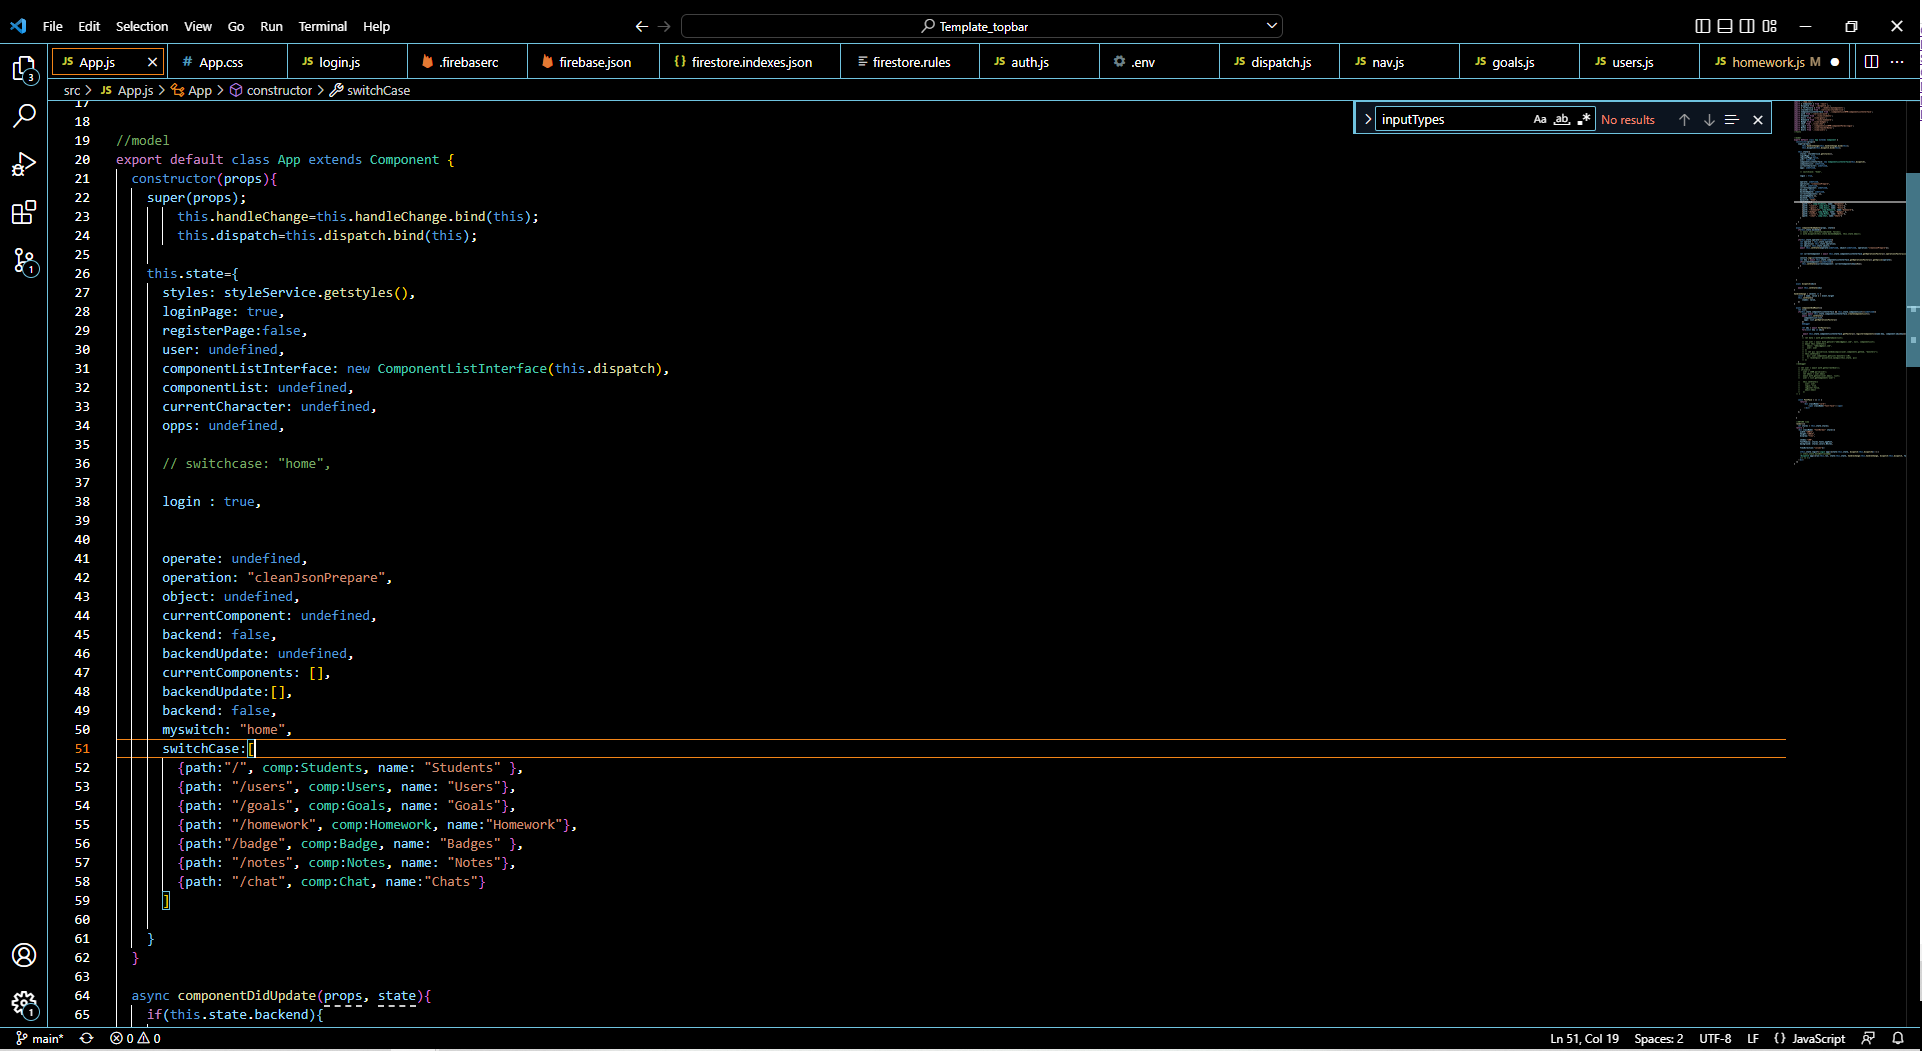 File Edit Selection View Go Run Terminal Help
Template_topbar
JS App.js
# App.css
JS login.js
.firebaserc
firebase.json
{} firestore.indexes.json
firestore.rules
JS auth.js
.env
JS dispatch.js
JS nav.js
JS goals.js
JS users.js
JS homework.js M
src > JS App.js > App > constructor > switchCase
inputTypes Aa ab .* No results
17
18
19 //model
20 export default class App extends Component {
21 constructor(props){
22 super(props);
23 this.handleChange=this.handleChange.bind(this);
24 this.dispatch=this.dispatch.bind(this);
25
26 this.state={
27 styles: styleService.getstyles(),
28 loginPage: true,
29 registerPage:false,
30 user: undefined,
31 componentListInterface: new ComponentListInterface(this.dispatch),
32 componentList: undefined,
33 currentCharacter: undefined,
34 opps: undefined,
35
36 // switchcase: "home",
37
38 login : true,
39
40
41 operate: undefined,
42 operation: "cleanJsonPrepare",
43 object: undefined,
44 currentComponent: undefined,
45 backend: false,
46 backendUpdate: undefined,
47 currentComponents: [],
48 backendUpdate:[],
49 backend: false,
50 myswitch: "home",
51 switchCase:[
52 {path:"/", comp:Students, name: "Students" },
53 {path: "/users", comp:Users, name: "Users"},
54 {path: "/goals", comp:Goals, name: "Goals"},
55 {path: "/homework", comp:Homework, name:"Homework"},
56 {path:"/badge", comp:Badge, name: "Badges" },
57 {path: "/notes", comp:Notes, name: "Notes"},
58 {path: "/chat", comp:Chat, name:"Chats"}
59 ]
60
61 }
62 }
63
64 async componentDidUpdate(props, state){
65 if(this.state.backend){
3
1
1
main* 0 0
Ln 51, Col 19 Spaces: 2 UTF-8 LF {} JavaScript